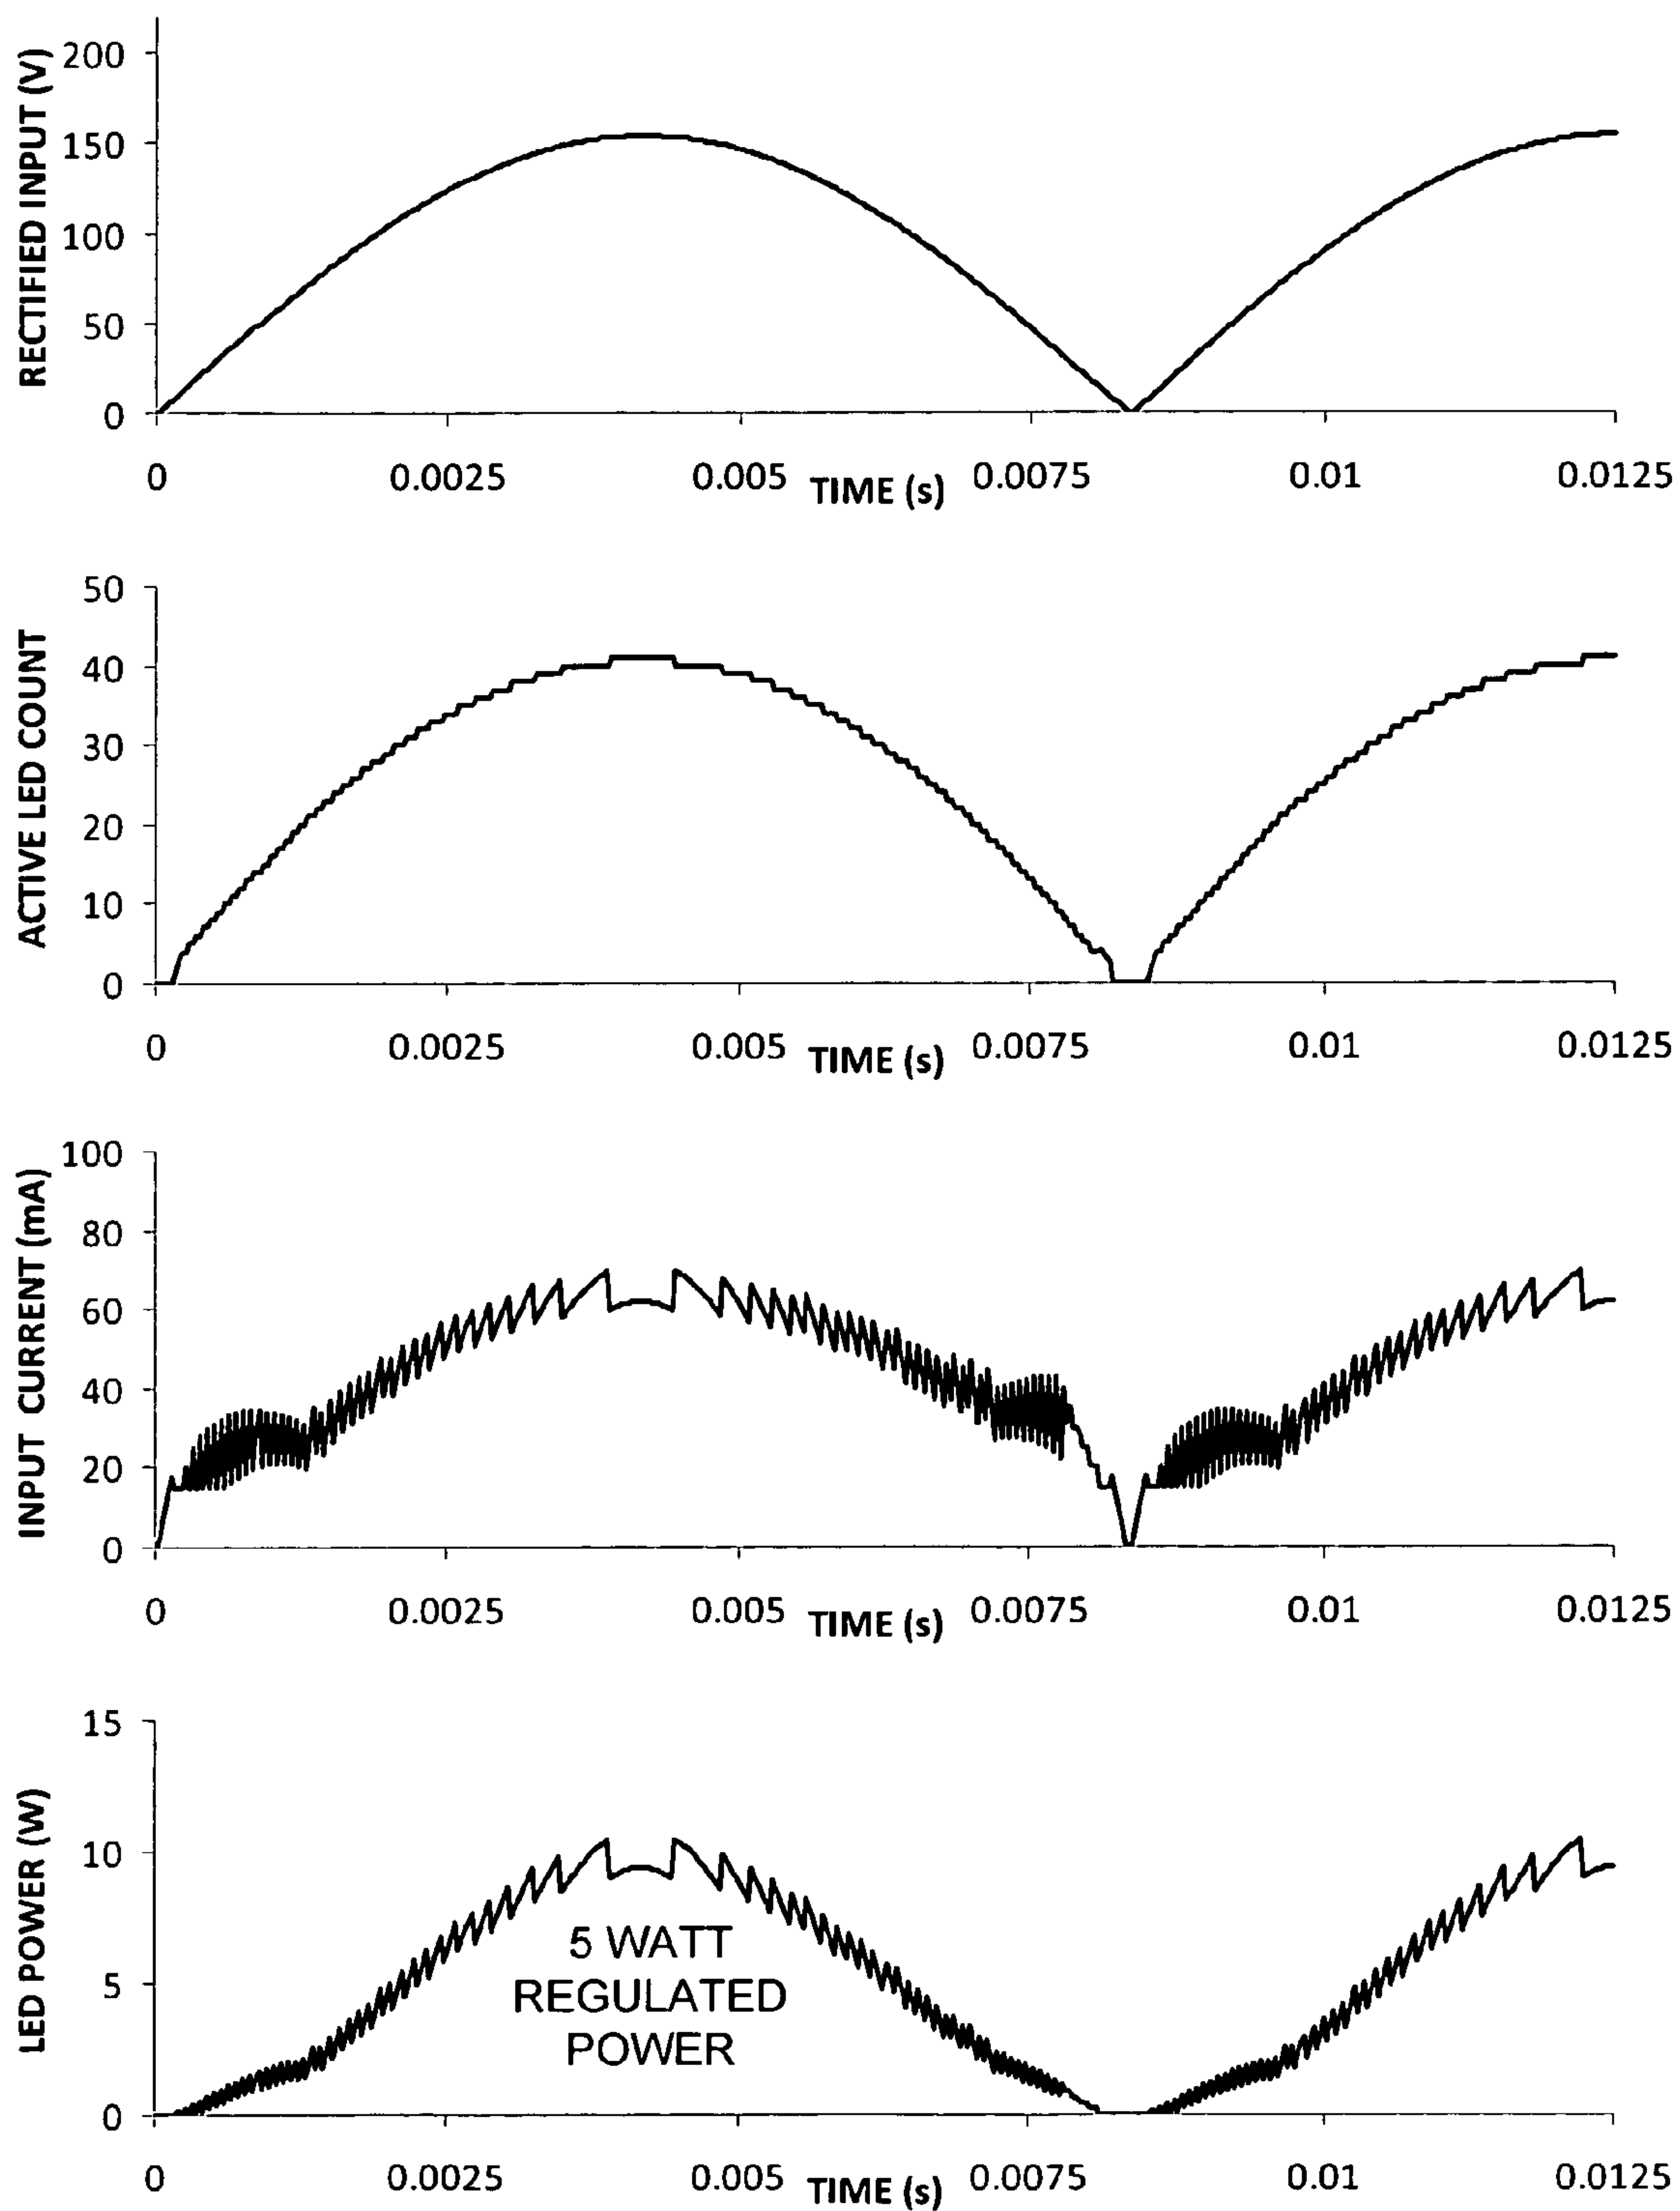 RECTIFIED INPUT (V)
200
150
100
50
0
0 0.0025 0.005 TIME (s) 0.0075 0.01 0.0125
ACTIVE LED COUNT
50
40
30
20
10
0
0 0.0025 0.005 TIME (s) 0.0075 0.01 0.0125
INPUT CURRENT (mA)
100
80
60
40
20
0
0 0.0025 0.005 TIME (s) 0.0075 0.01 0.0125
LED POWER (W)
15
10
5
0
5 WATT
REGULATED
POWER
0 0.0025 0.005 TIME (s) 0.0075 0.01 0.0125